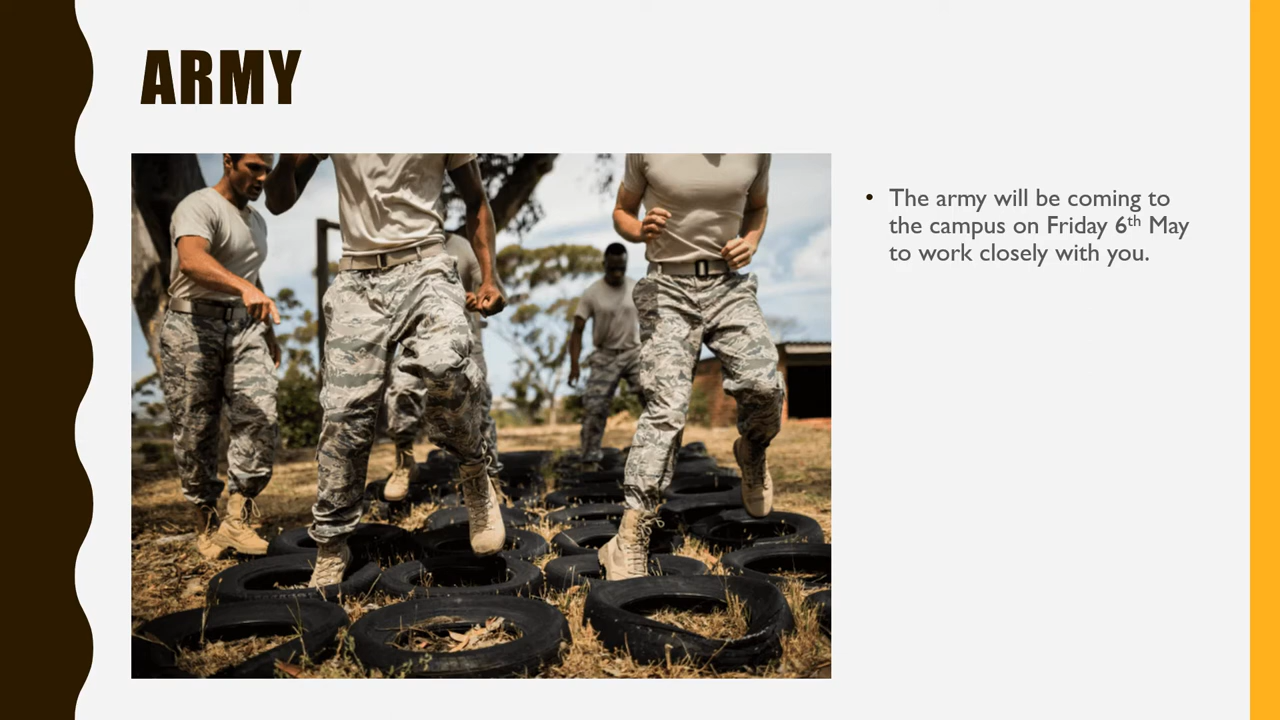 ARMY
• The army will be coming to
the campus on Friday 6th May
to work closely with you.